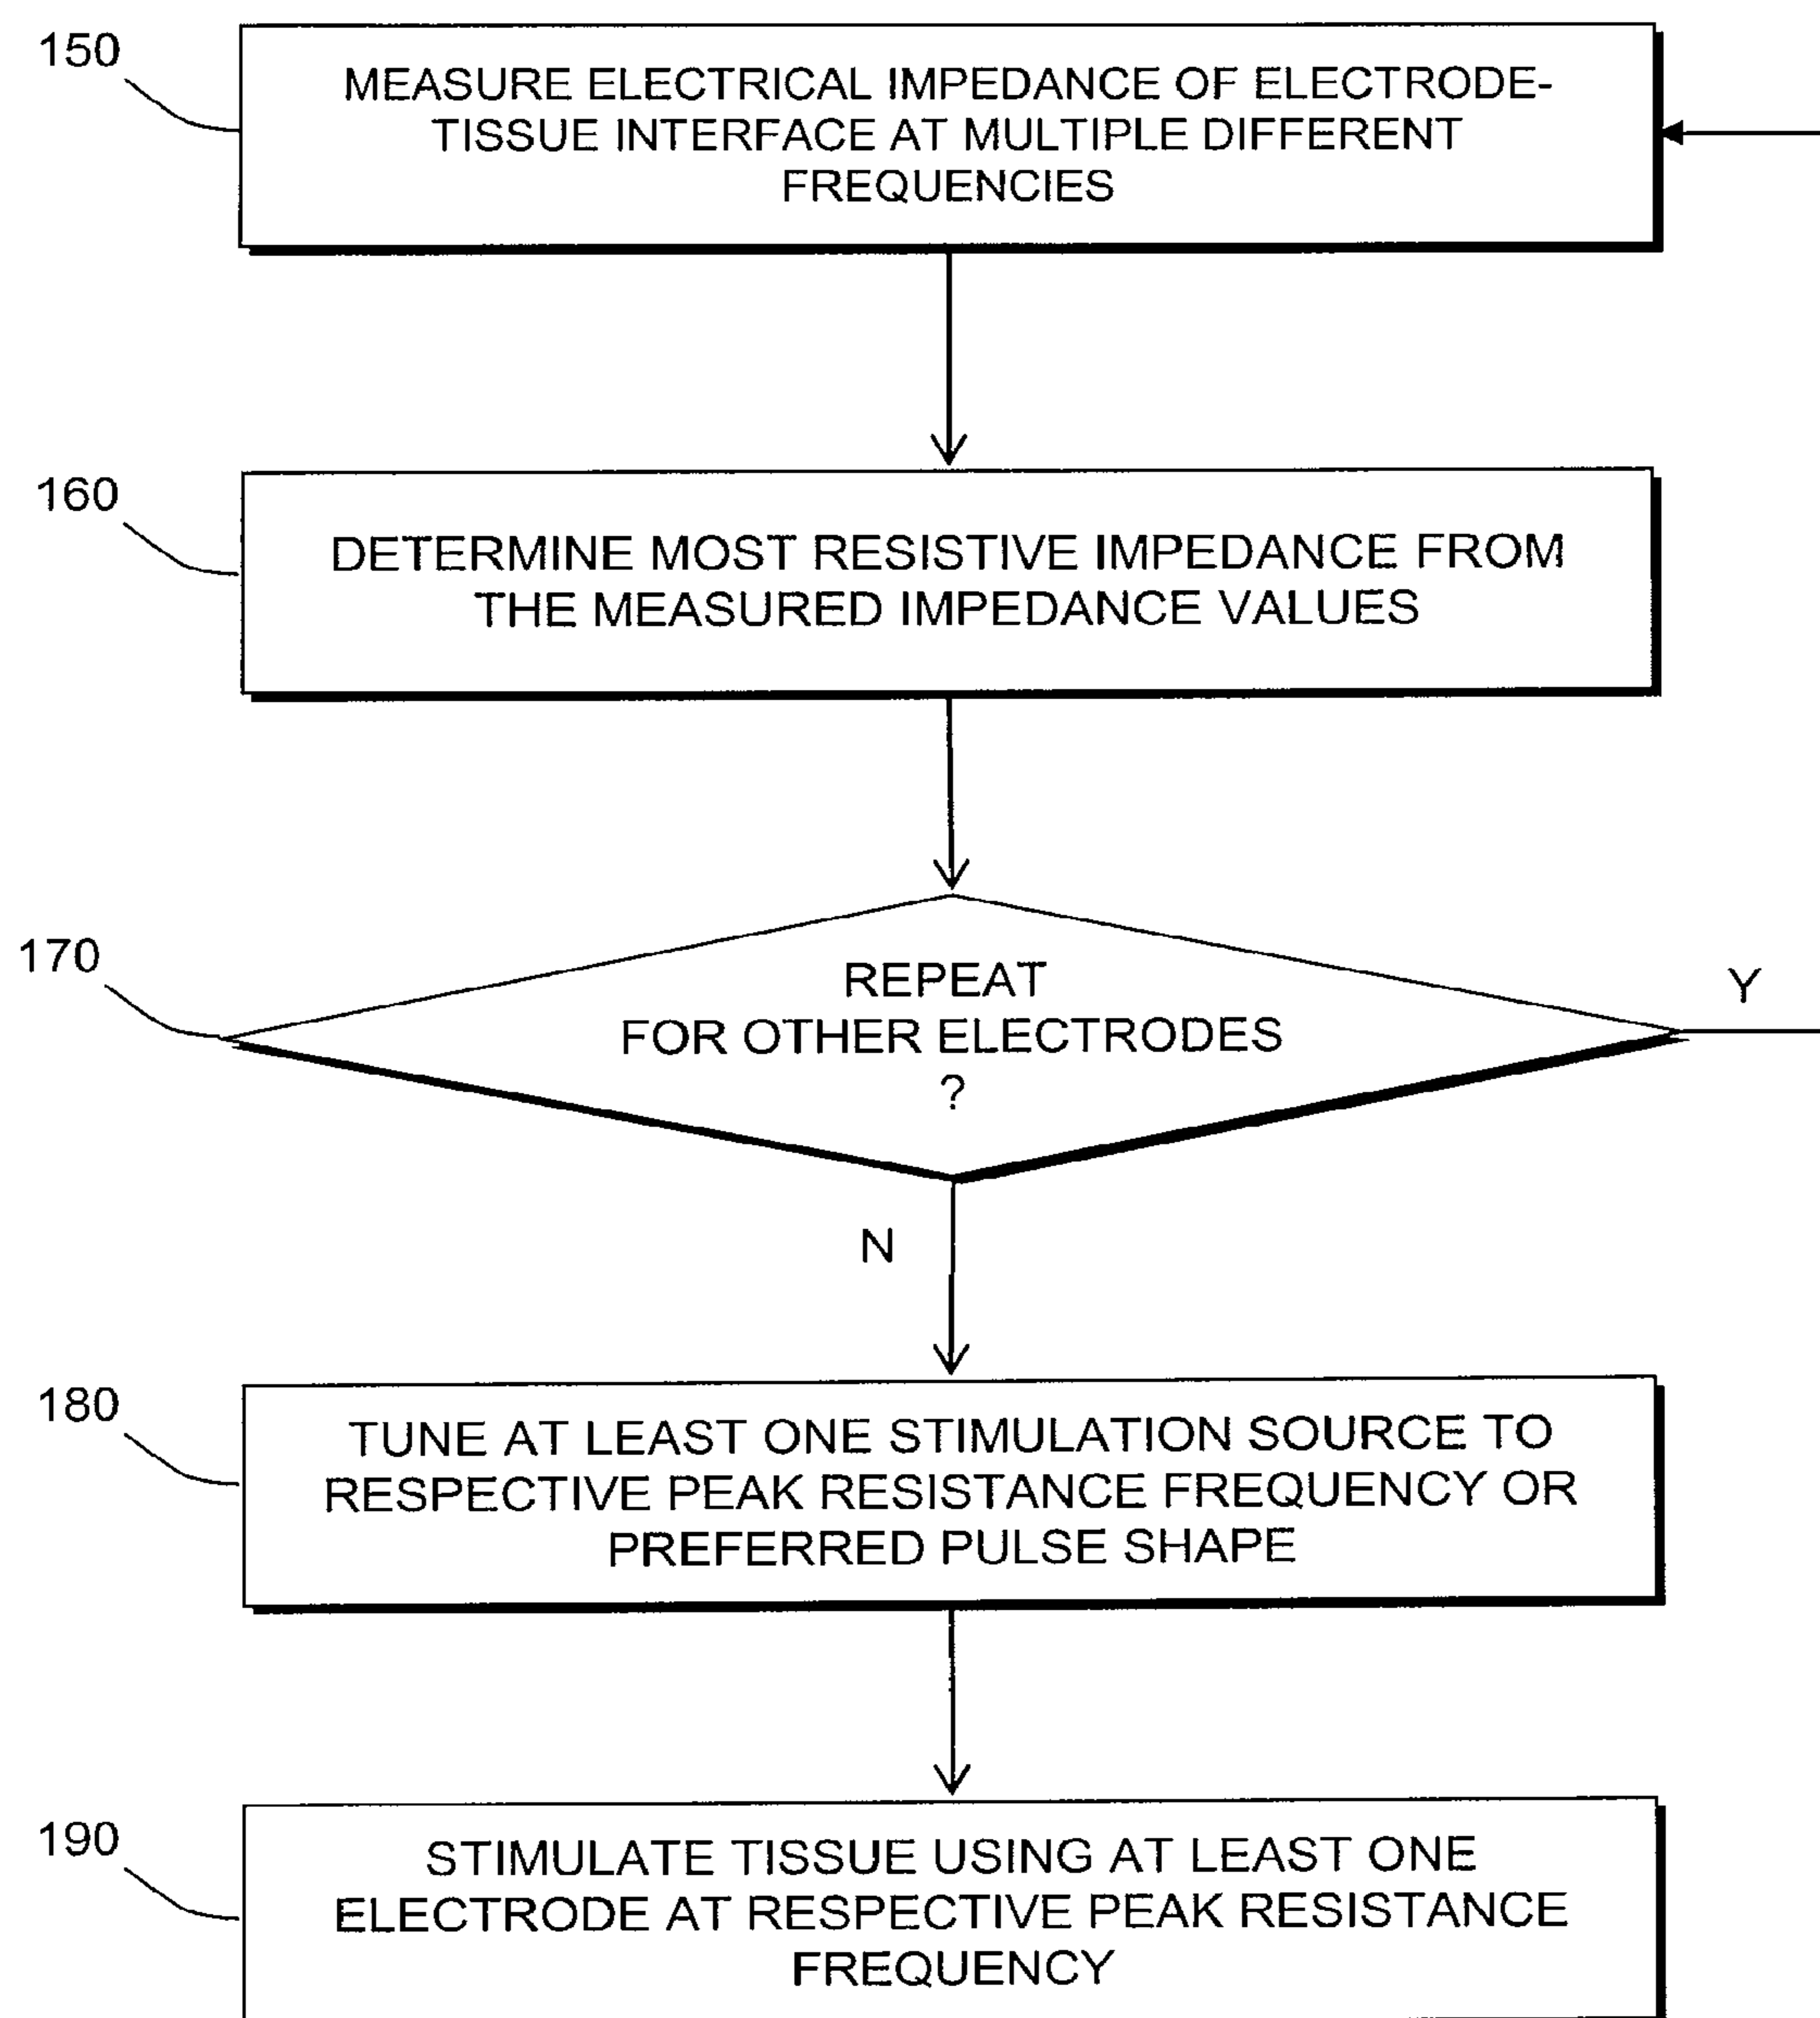 150
MEASURE ELECTRICAL IMPEDANCE OF ELECTRODE-
TISSUE INTERFACE AT MULTIPLE DIFFERENT
FREQUENCIES
160
DETERMINE MOST RESISTIVE IMPEDANCE FROM
THE MEASURED IMPEDANCE VALUES
170
REPEAT
FOR OTHER ELECTRODES
?
Y
N
180
TUNE AT LEAST ONE STIMULATION SOURCE TO
RESPECTIVE PEAK RESISTANCE FREQUENCY OR
PREFERRED PULSE SHAPE
190
STIMULATE TISSUE USING AT LEAST ONE
ELECTRODE AT RESPECTIVE PEAK RESISTANCE
FREQUENCY